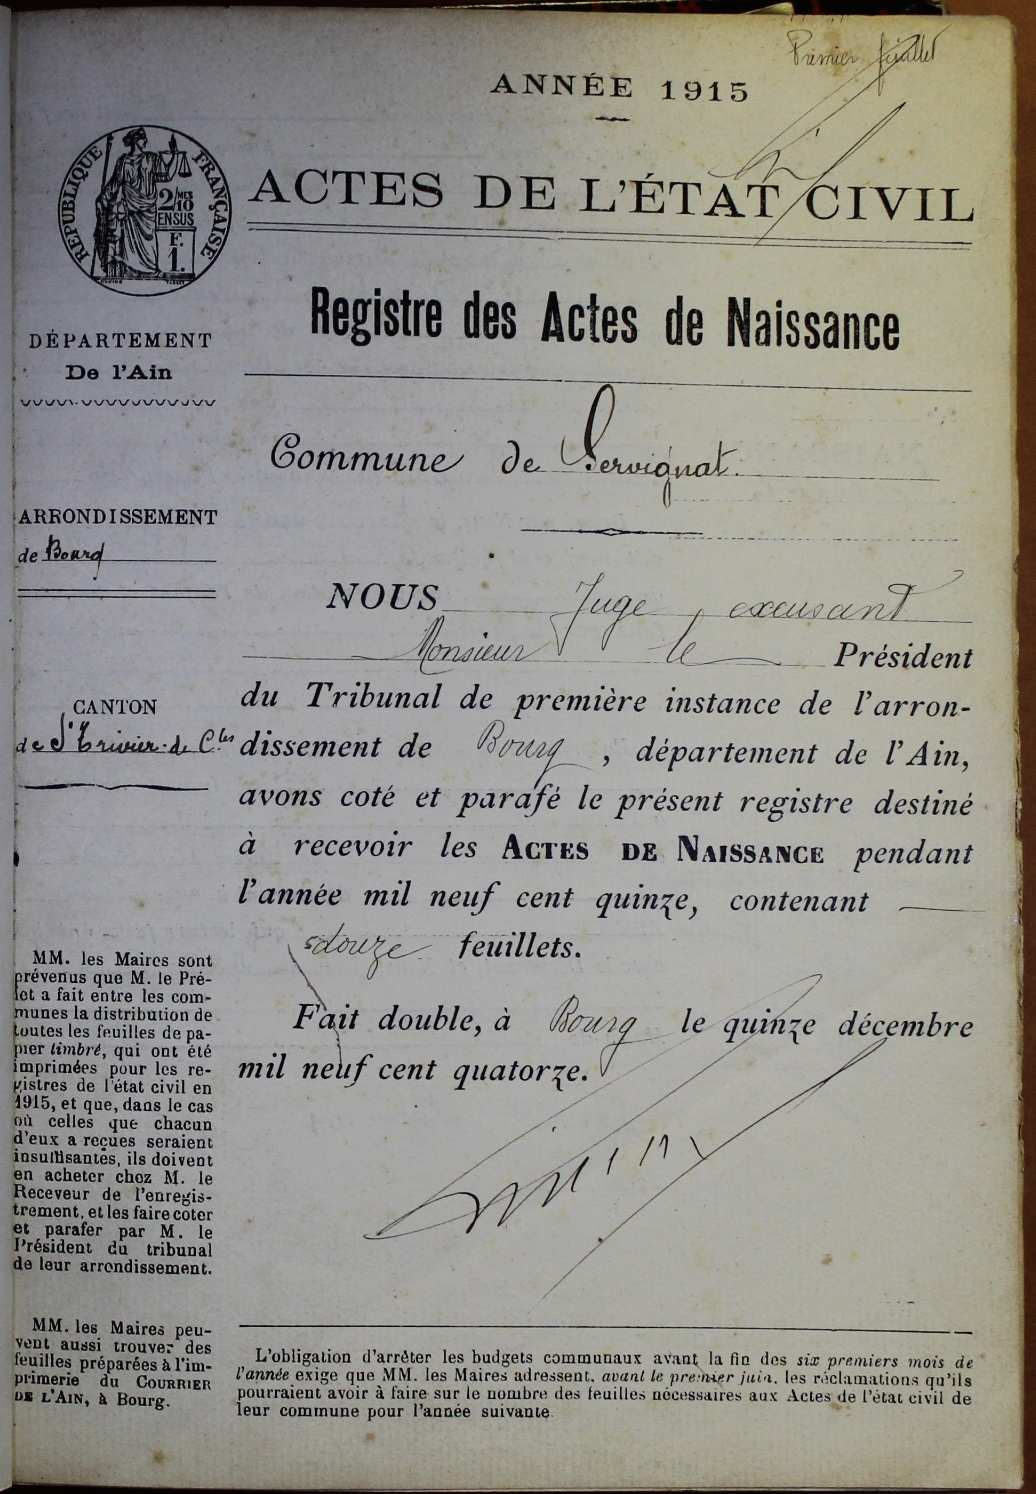 Premier feuillet
ANNÉE 1915
ACTES DE L'ÉTAT CIVIL
RÉPUBLIQUE FRANÇAISE
2/MES
10
EN SUS
F.
1.
Registre des Actes de Naissance
DÉPARTEMENT
De l'Ain
Commune de Servignat.
ARRONDISSEMENT
de Bourg
CANTON
de St Trivier-de Ctes
NOUS Juge excusant
Monsieur le Président
du Tribunal de première instance de l'arron-
dissement de Bourg, département de l'Ain,
avons coté et parafé le présent registre destiné
à recevoir les ACTES DE NAISSANCE pendant
l'année mil neuf cent quinze, contenant
douze feuillets.
Fait double, à Bourg le quinze décembre
mil neuf cent quatorze.
MM. les Maires sont
prévenus que M. le Pré-
fet a fait entre les com-
munes la distribution de
toutes les feuilles de pa-
pier timbré, qui ont été
imprimées pour les re-
gistres de l'état civil en
1915, et que, dans le cas
où celles que chacun
d'eux a reçues seraient
insuffisantes, ils doivent
en acheter chez M. le
Receveur de l'enregis-
trement, et les faire coter
et parafer par M. le
Président du tribunal
de leur arrondissement.
MM. les Maires peu-
vent aussi trouver des
feuilles préparées à l'im-
primerie du COURRIER
DE L'AIN, à Bourg.
L'obligation d'arrêter les budgets communaux avant la fin des six premiers mois de
l'année exige que MM. les Maires adressent, avant le premier juin, les réclamations qu'ils
pourraient avoir à faire sur le nombre des feuilles nécessaires aux Actes de l'état civil de
leur commune pour l'année suivante.